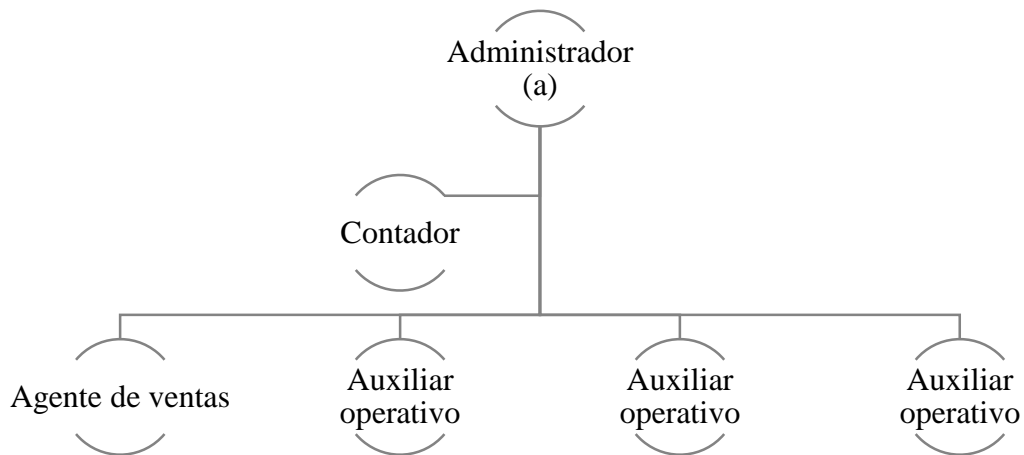 Administrador
(a)
Contador
Agente de ventas
Auxiliar
operativo
Auxiliar
operativo
Auxiliar
operativo